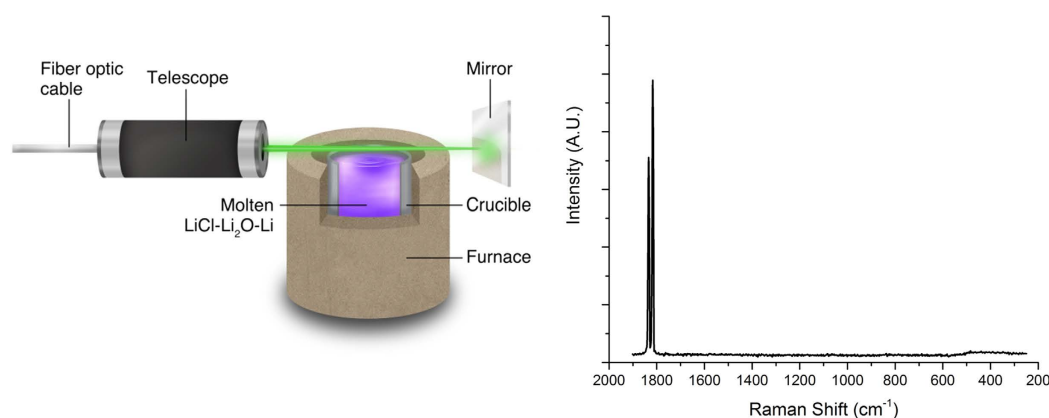 Fiber optic
cable
Telescope
Mirror
Molten
LiCl-Li₂O-Li
Crucible
Furnace
Intensity (A.U.)
2000 1800 1600 1400 1200 1000 800 600 400 200
Raman Shift (cm⁻¹)